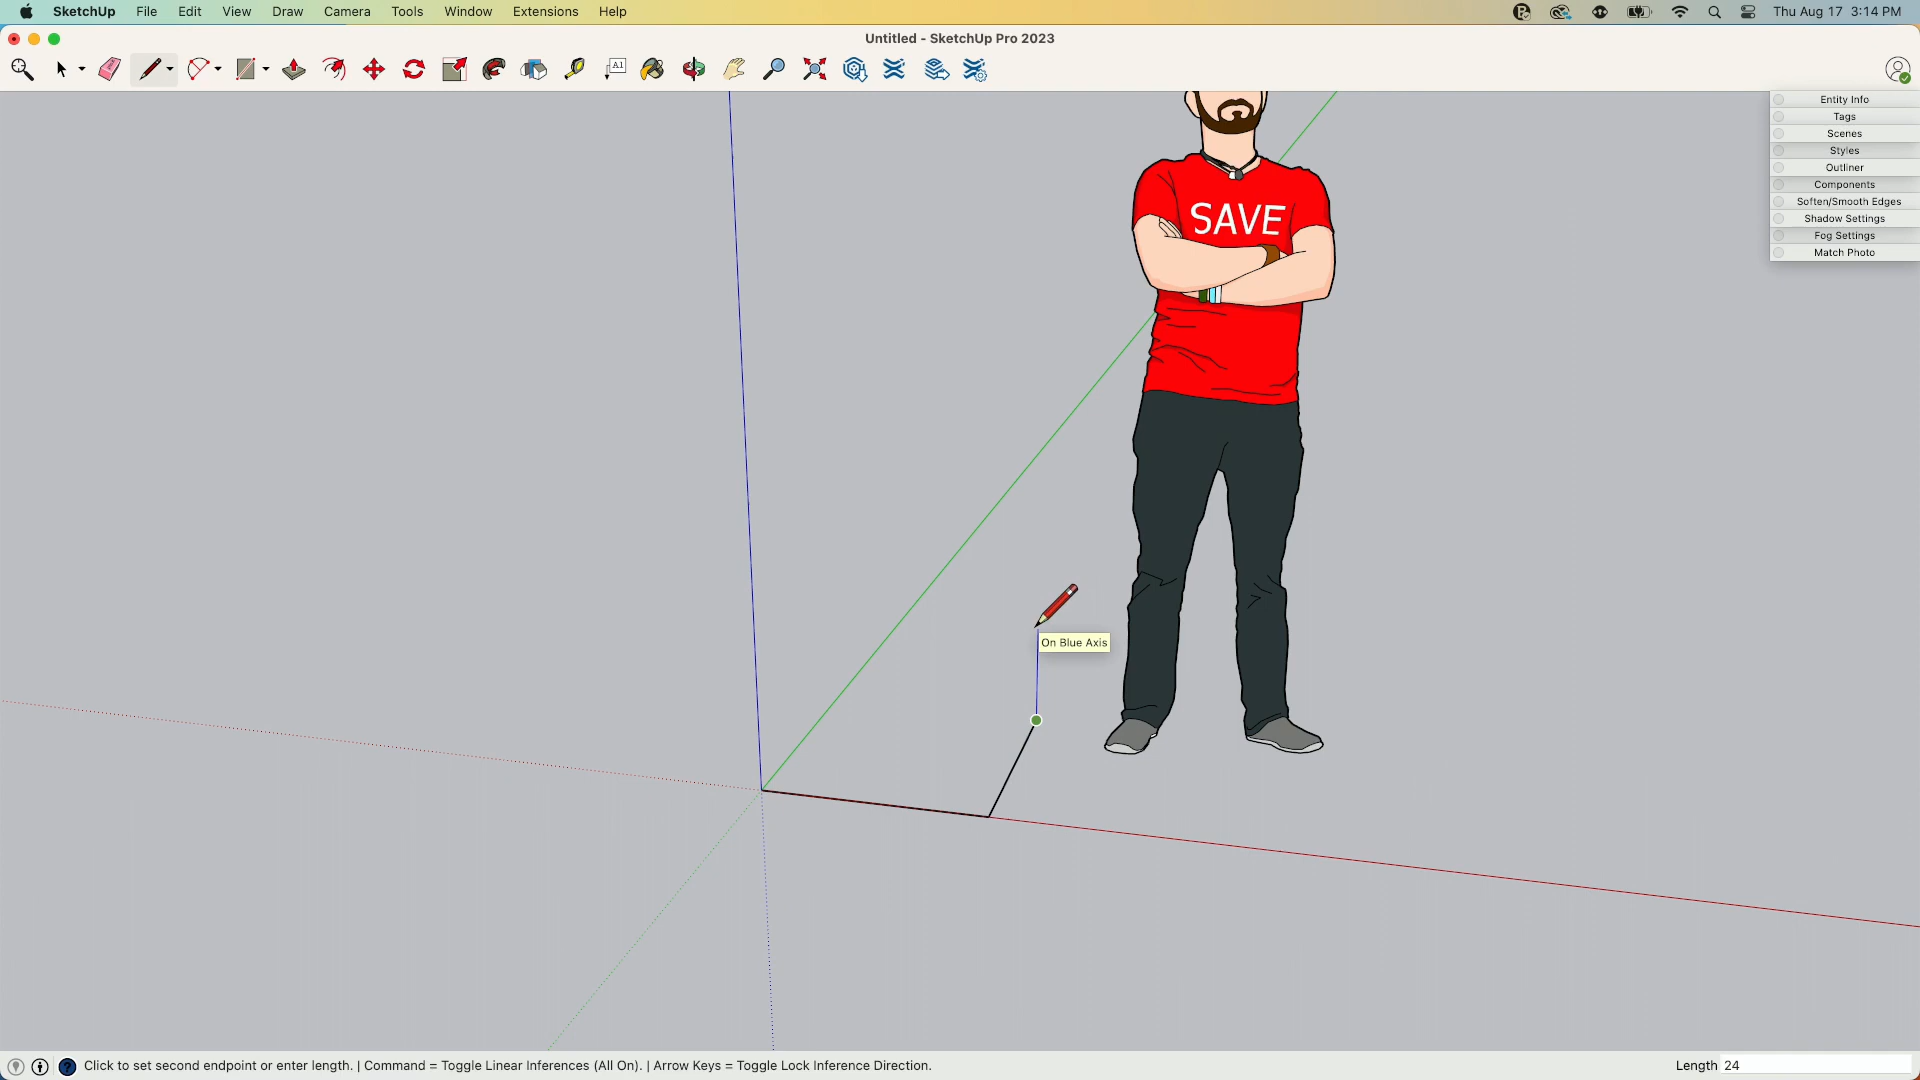 SketchUp File Edit View Draw Camera Tools Window Extensions Help Thu Aug 17 3:14 PM
Untitled - SketchUp Pro 2023
A1
Entity Info
Tags
Scenes
Styles
Outliner
Components
Soften/Smooth Edges
Shadow Settings
Fog Settings
Match Photo
SAVE
On Blue Axis
Click to set second endpoint or enter length. | Command = Toggle Linear Inferences (All On). | Arrow Keys = Toggle Lock Inference Direction. Length 24